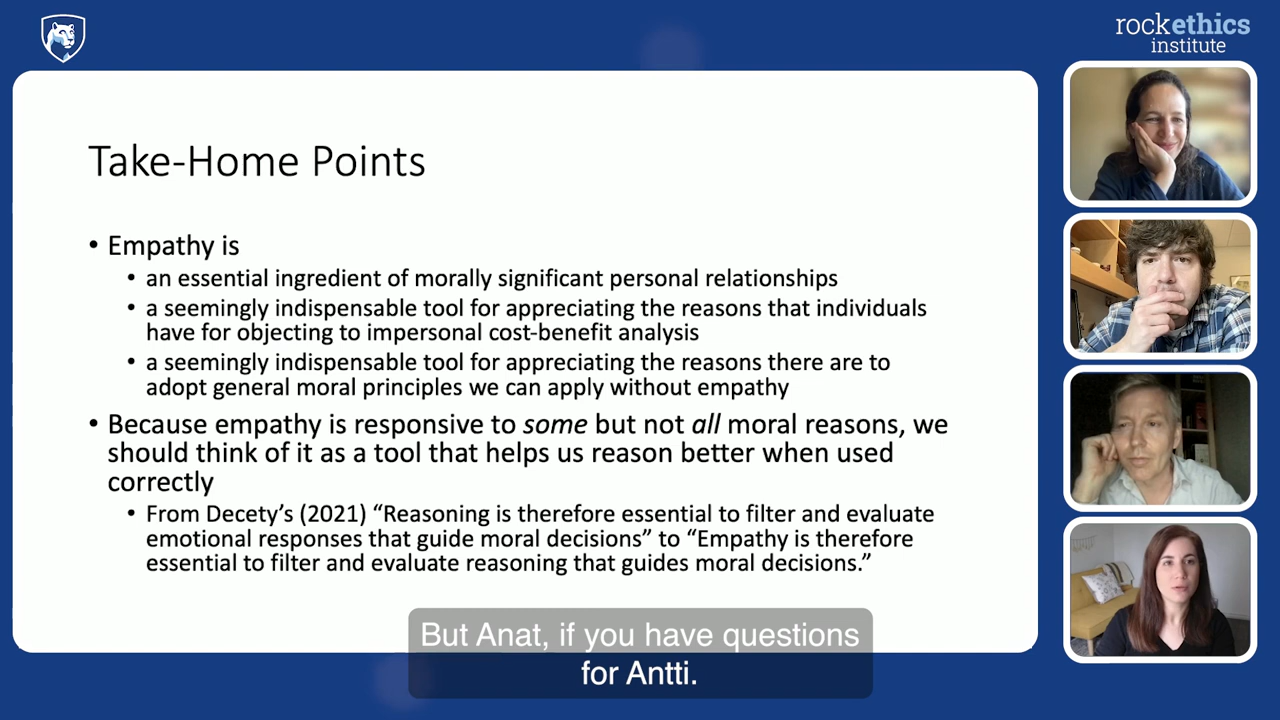 rockethics
institute
Take-Home Points
• Empathy is
• an essential ingredient of morally significant personal relationships
• a seemingly indispensable tool for appreciating the reasons that individuals
have for objecting to impersonal cost-benefit analysis
• a seemingly indispensable tool for appreciating the reasons there are to
adopt general moral principles we can apply without empathy
• Because empathy is responsive to some but not all moral reasons, we
should think of it as a tool that helps us reason better when used
correctly
• From Decety’s (2021) “Reasoning is therefore essential to filter and evaluate
emotional responses that guide moral decisions” to “Empathy is therefore
essential to filter and evaluate reasoning that guides moral decisions.”
But Anat, if you have questions
for Antti.